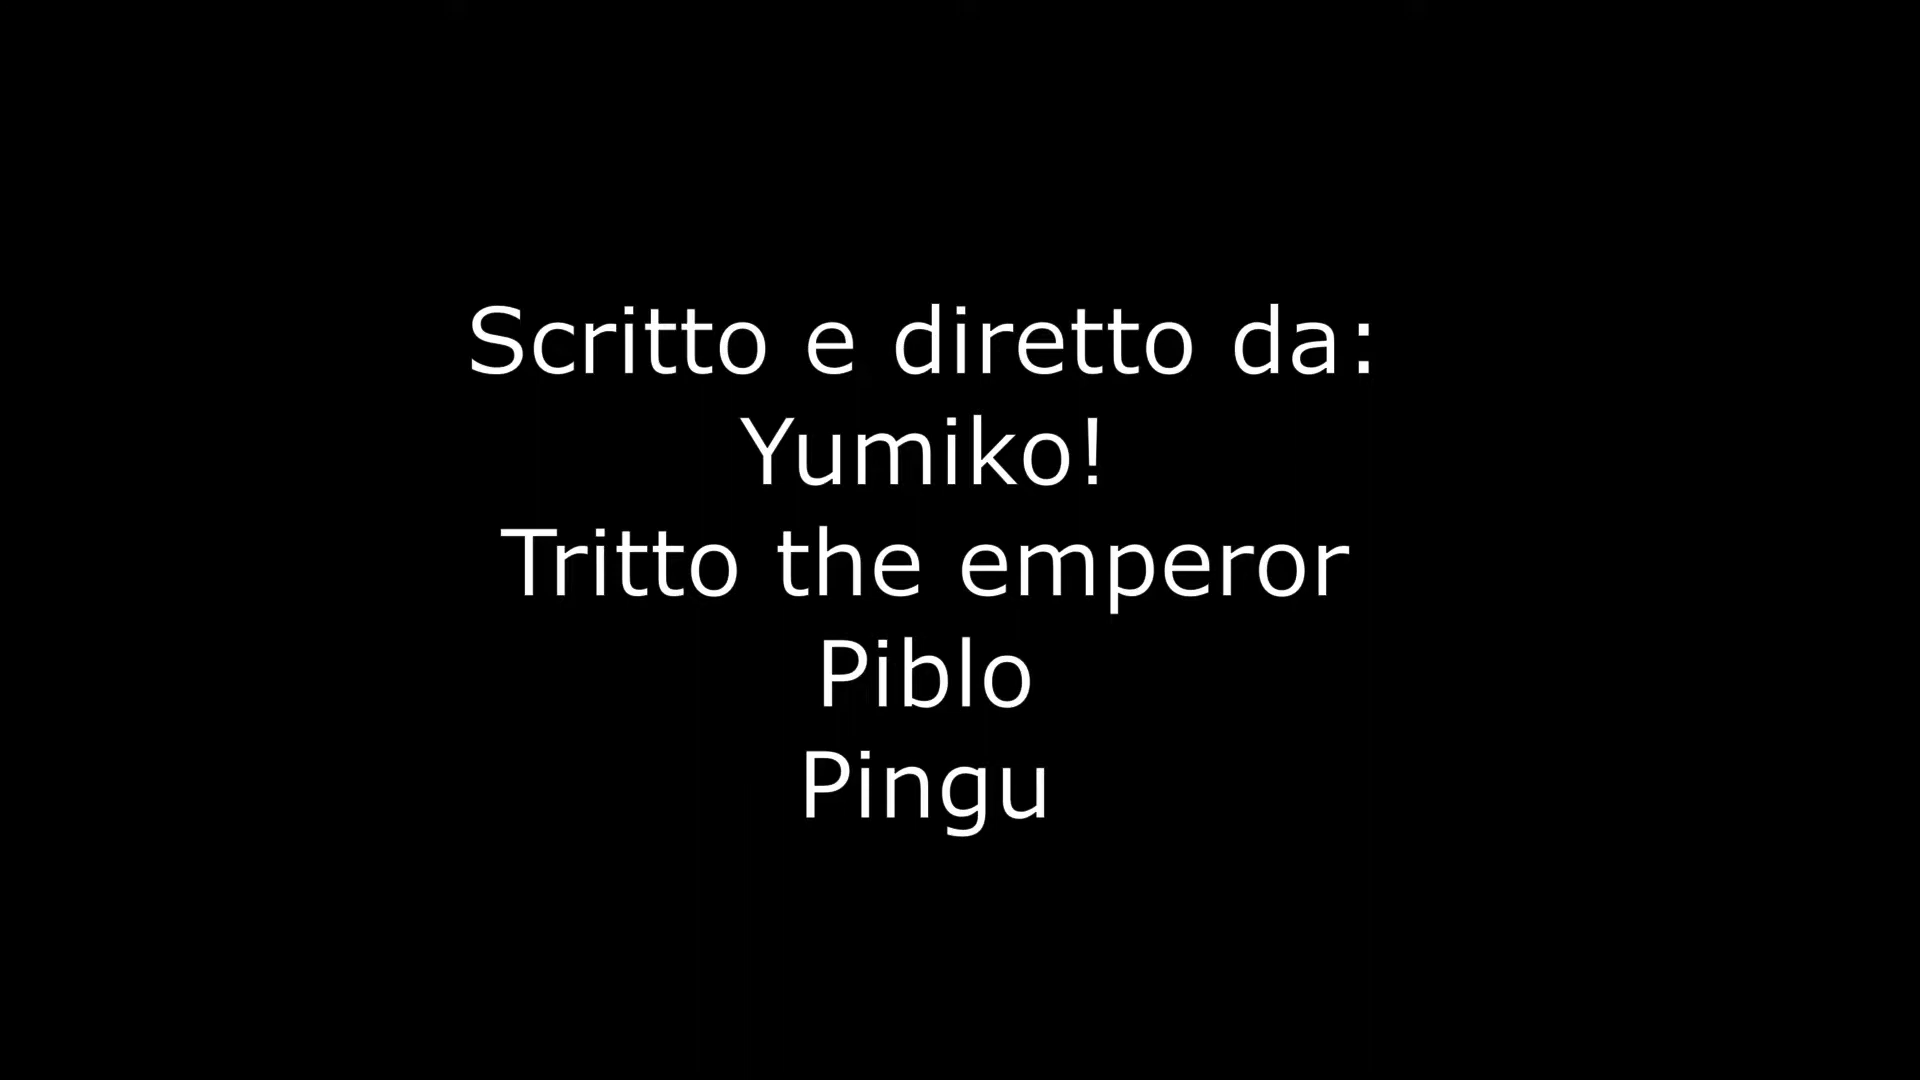 Scritto e diretto da:
Yumiko!
Tritto the emperor
Piblo
Pingu